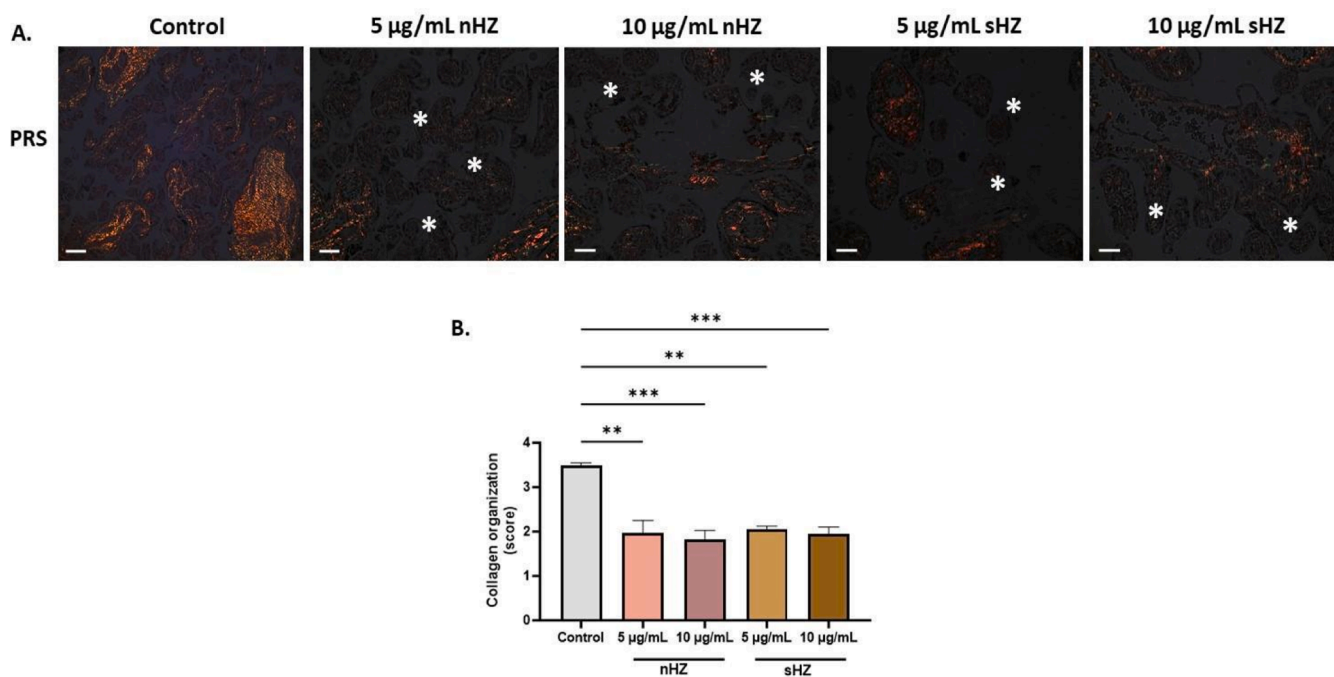 A.
Control
5 µg/mL nHZ
10 µg/mL nHZ
5 µg/mL sHZ
10 µg/mL sHZ
PRS
*
*
*
*
*
*
*
*
*
B.
***
**
***
**
Collagen organization
(score)
4
3
2
1
0
Control
5 µg/mL
10 µg/mL
5 µg/mL
10 µg/mL
nHZ
sHZ